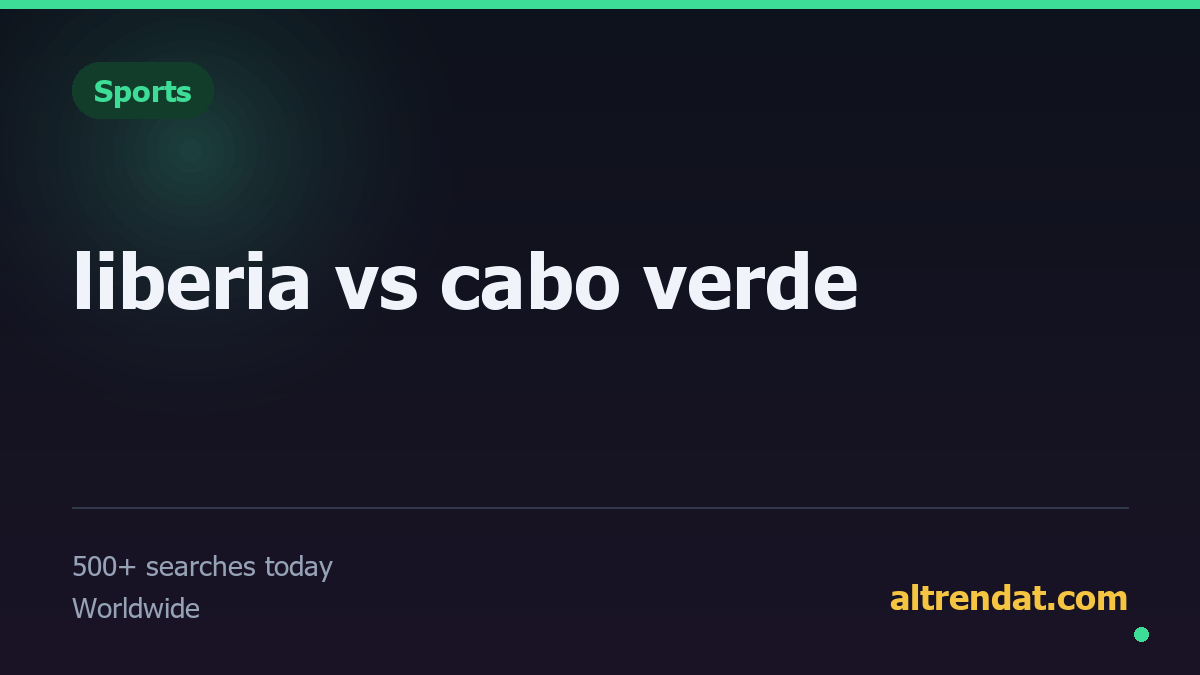 Sports
liberia vs cabo verde
500+ searches today
Worldwide
altrendat.com